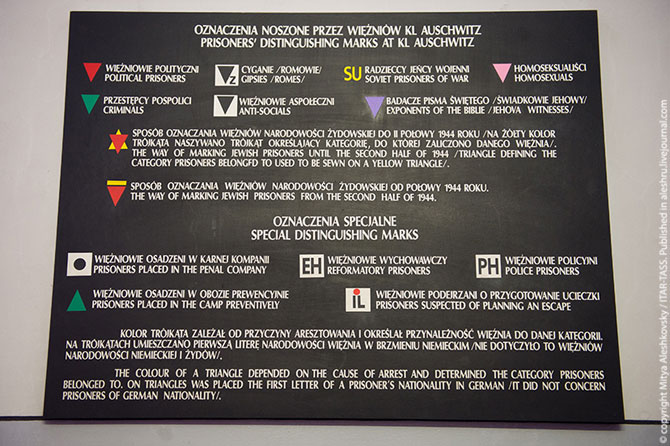 OZNACZENIA NOSZONE PRZEZ WIĘŹNIÓW KL AUSCHWITZ
PRISONERS' DISTINGUISHING MARKS AT KL AUSCHWITZ
WIĘŹNIOWIE POLITYCZNI
POLITICAL PRISONERS
Z
CYGANIE /ROMOWIE/
GIPSIES /ROMES/
SU
RADZIECCY JEŃCY WOJENNI
SOVIET PRISONERS OF WAR
HOMOSEKSUALIŚCI
HOMOSEXUALS
PRZESTĘPCY POSPOLICI
CRIMINALS
WIĘŹNIOWIE ASPOŁECZNI
ANTI-SOCIALS
BADACZE PISMA ŚWIĘTEGO /ŚWIADKOWIE JEHOWY/
EXPONENTS OF THE BIBLE /JEHOVA WITNESSES/
SPOSÓB OZNACZANIA WIĘŹNIÓW NARODOWOŚCI ŻYDOWSKIEJ DO II POŁOWY 1944 ROKU /NA ŻÓŁTY KOLOR
TRÓJKĄTA NASZYWANO TRÓJKĄT OKREŚLAJĄCY KATEGORIĘ, DO KTÓREJ ZALICZONO DANEGO WIĘŹNIA/.
THE WAY OF MARKING JEWISH PRISONERS UNTIL THE SECOND HALF OF 1944 /TRIANGLE DEFINING THE
CATEGORY PRISONERS BELONGED TO USED TO BE SEWN ON A YELLOW TRIANGLE/.
SPOSÓB OZNACZANIA WIĘŹNIÓW NARODOWOŚCI ŻYDOWSKIEJ OD POŁOWY 1944 ROKU.
THE WAY OF MARKING JEWISH PRISONERS FROM THE SECOND HALF OF 1944.
OZNACZENIA SPECJALNE
SPECIAL DISTINGUISHING MARKS
WIĘŹNIOWIE OSADZENI W KARNEJ KOMPANII
PRISONERS PLACED IN THE PENAL COMPANY
EH
WIĘŹNIOWIE WYCHOWAWCZY
REFORMATORY PRISONERS
PH
WIĘŹNIOWIE POLICYJNI
POLICE PRISONERS
WIĘŹNIOWIE OSADZENI W OBOZIE PREWENCYJNIE
PRISONERS PLACED IN THE CAMP PREVENTIVELY
iL
WIĘŹNIOWIE PODEJRZANI O PRZYGOTOWANIE UCIECZKI
PRISONERS SUSPECTED OF PLANNING AN ESCAPE
KOLOR TRÓJKĄTA ZALEŻAŁ OD PRZYCZYNY ARESZTOWANIA I OKREŚLAŁ PRZYNALEŻNOŚĆ WIĘŹNIA DO DANEJ KATEGORII.
NA TRÓJKĄTACH UMIESZCZANO PIERWSZĄ LITERĘ NARODOWOŚCI WIĘŹNIA W BRZMIENIU NIEMIECKIM /NIE DOTYCZYŁO TO WIĘŹNIÓW
NARODOWOŚCI NIEMIECKIEJ I ŻYDÓW/.
THE COLOUR OF A TRIANGLE DEPENDED ON THE CAUSE OF ARREST AND DETERMINED THE CATEGORY PRISONERS
BELONGED TO. ON TRIANGLES WAS PLACED THE FIRST LETTER OF A PRISONER'S NATIONALITY IN GERMAN /IT DID NOT CONCERN
PRISONERS OF GERMAN NATIONALITY/.
© copyright Mitya Aleshkovsky / ITAR-TASS. Published in aleshru.livejournal.com